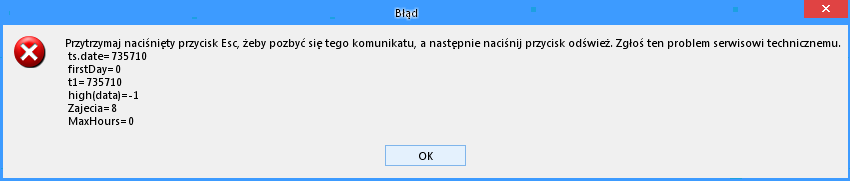 Błąd
Przytrzymaj naciśnięty przycisk Esc, żeby pozbyć się tego komunikatu, a następnie naciśnij przycisk odśwież. Zgłoś ten problem serwisowi technicznemu.
ts.date=735710
firstDay=0
t1=735710
high(data)=-1
Zajecia=8
MaxHours=0
OK